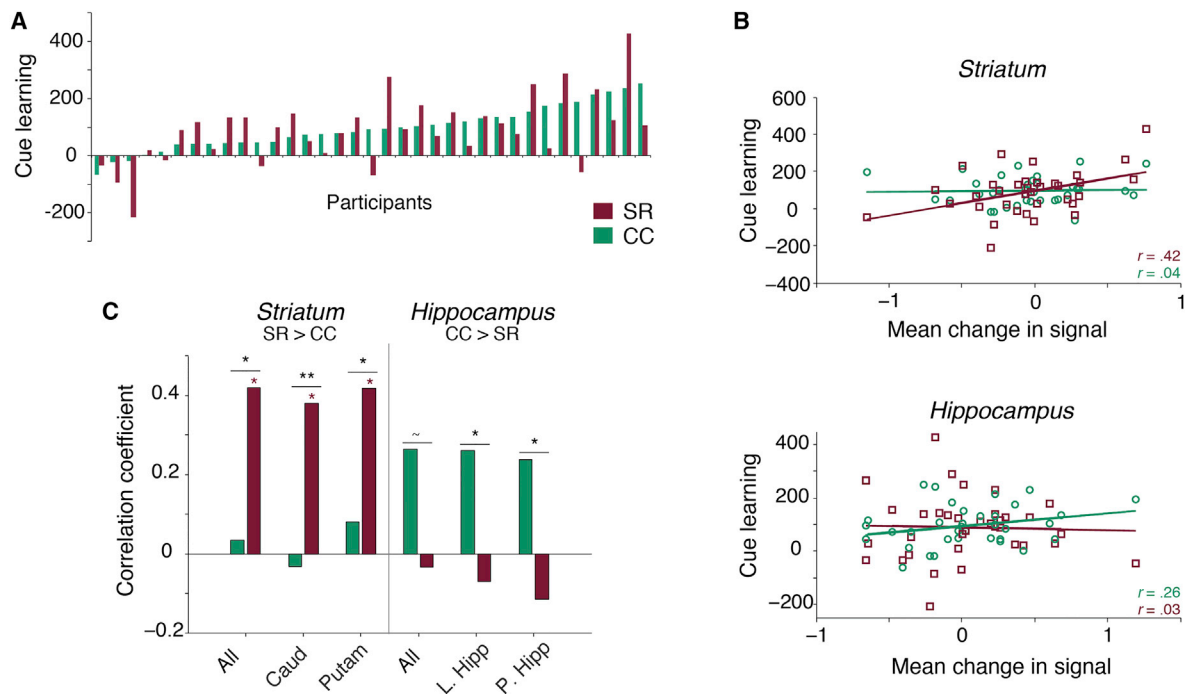 A
Cue learning
400
200
0
−200
Participants
SR
CC
B
Striatum
Cue learning
600
400
200
0
−200
−400
r = .42
r = .04
−1
0
1
Mean change in signal
C
Striatum
SR > CC
Hippocampus
CC > SR
Correlation coefficient
0.4
0.2
0
−0.2
*
*
**
*
*
*
~
*
*
All
Caud
Putam
All
L. Hipp
P. Hipp
Hippocampus
Cue learning
400
200
0
−200
r = .26
r = .03
−1
0
1
Mean change in signal